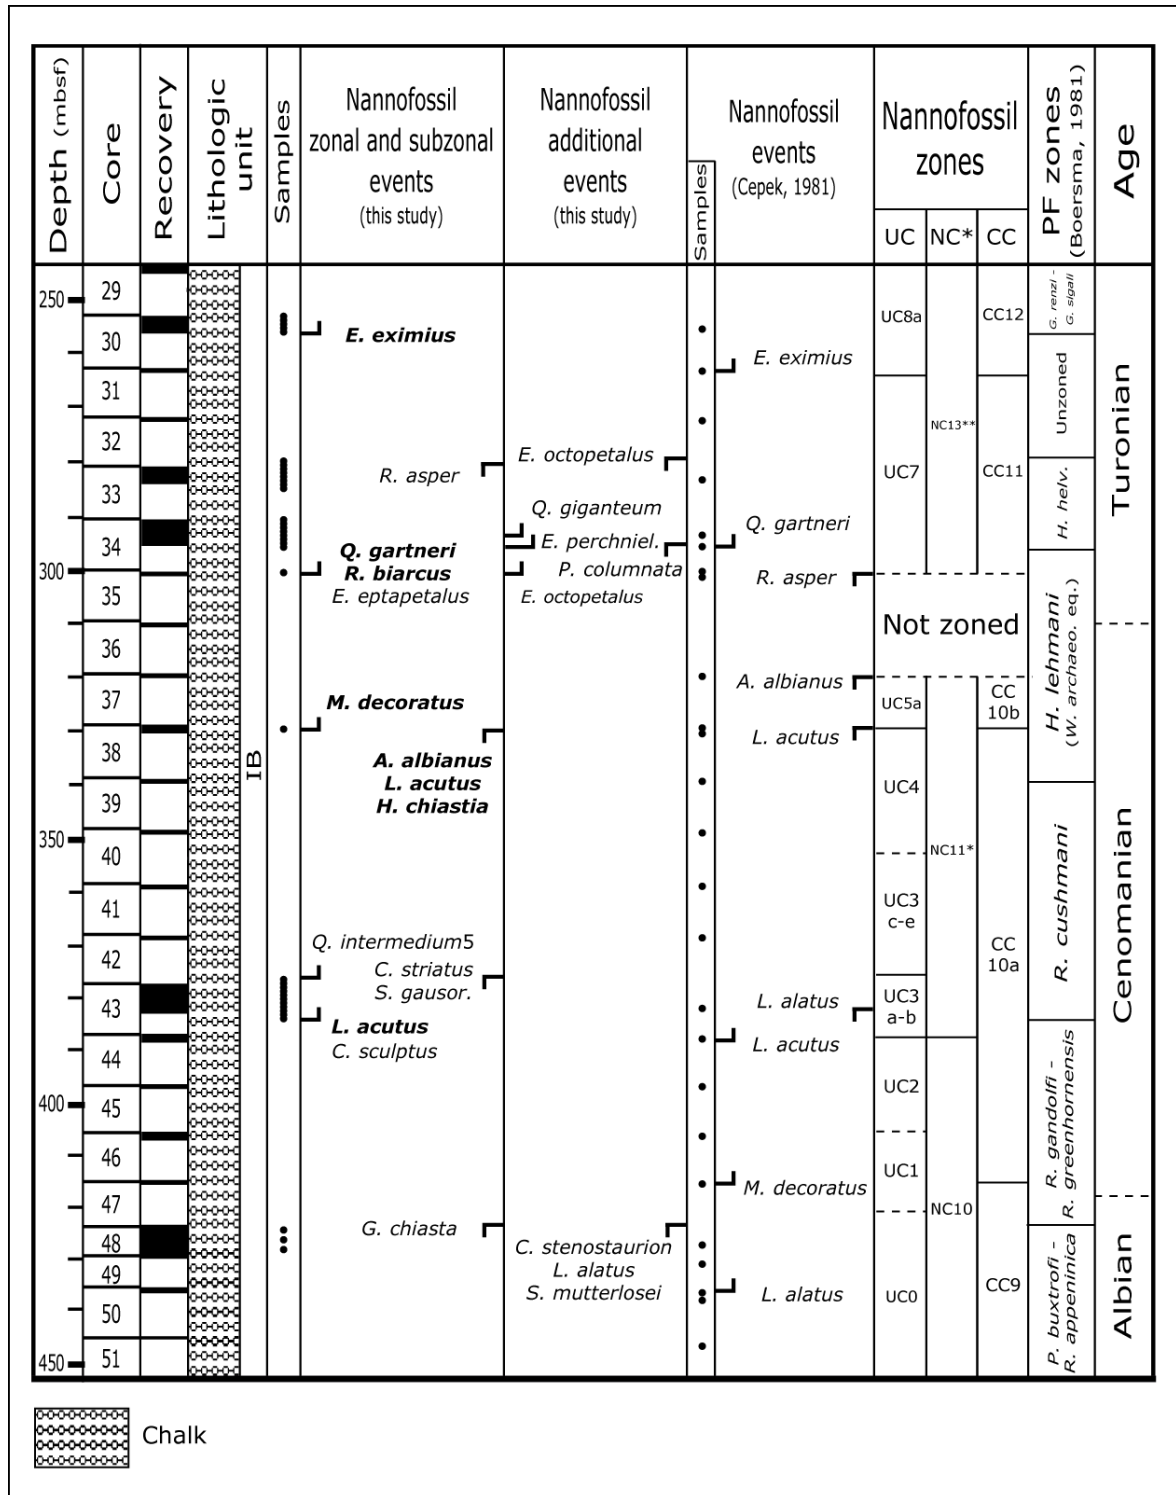 Depth (mbsf)
Core
Recovery
Lithologic
unit
Samples
Nannofossil
zonal and subzonal
events
(this study)
Nannofossil
additional
events
(this study)
Samples
Nannofossil
events
(Cepek, 1981)
Nannofossil
zones
UC
NC*
CC
PF zones
(Boersma, 1981)
Age
250
300
350
400
450
29
30
31
32
33
34
35
36
37
38
39
40
41
42
43
44
45
46
47
48
49
50
51
IB
E. eximius
R. asper
Q. gartneri
R. biarcus
E. eptapetalus
M. decoratus
A. albianus
L. acutus
H. chiastia
Q. intermedium5
C. striatus
S. gausor.
L. acutus
C. sculptus
G. chiasta
E. octopetalus
Q. giganteum
E. perchniel.
P. columnata
E. octopetalus
C. stenostaurion
L. alatus
S. mutterlosei
E. eximius
Q. gartneri
R. asper
A. albianus
L. acutus
L. alatus
L. acutus
M. decoratus
L. alatus
UC8a
UC7
Not zoned
UC5a
UC4
UC3
c-e
UC3
a-b
UC2
UC1
UC0
NC13**
NC11*
NC10
CC12
CC11
CC
10b
CC
10a
CC9
G. renzi -
G. sigali
Unzoned
H. helv.
H. lehmani
(W. archaeo. eq.)
R. cushmani
R. gandolfi -
R. greenhornensis
P. buxtrofi -
R. appeninica
Turonian
Cenomanian
Albian
Chalk